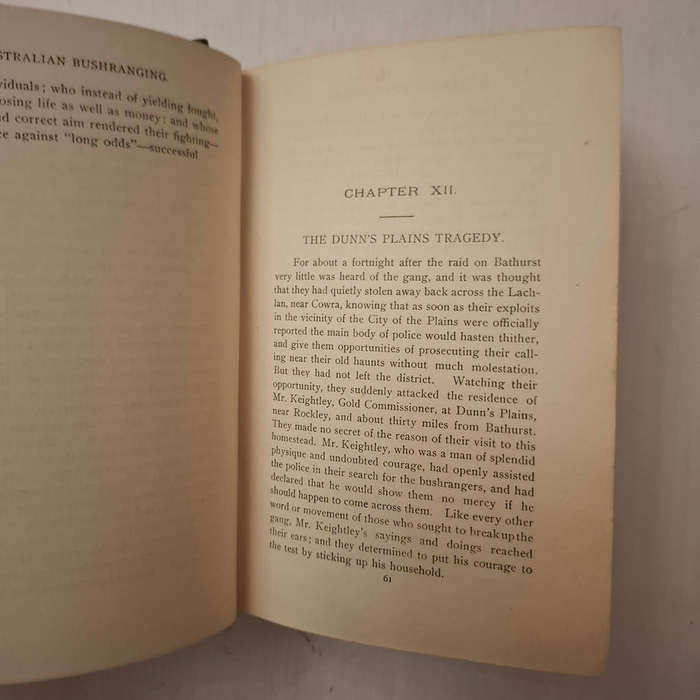 STRALIAN BUSHRANGING.
viduals; who instead of yielding fought,
osing life as well as money; and whose
d correct aim rendered their fighting—
ce against "long odds"—successful
CHAPTER XII.
THE DUNN'S PLAINS TRAGEDY.
For about a fortnight after the raid on Bathurst
very little was heard of the gang, and it was thought
that they had quietly stolen away back across the Lach-
lan, near Cowra, knowing that as soon as their exploits
in the vicinity of the City of the Plains were officially
reported the main body of police would hasten thither,
and give them opportunities of prosecuting their call-
ing near their old haunts without much molestation.
But they had not left the district. Watching their
opportunity, they suddenly attacked the residence of
Mr. Keightley, Gold Commissioner, at Dunn's Plains,
near Rockley, and about thirty miles from Bathurst.
They made no secret of the reason of their visit to this
homestead. Mr. Keightley, who was a man of splendid
physique and undoubted courage, had openly assisted
the police in their search for the bushrangers, and had
declared that he would show them no mercy if he
should happen to come across them. Like every other
word or movement of those who sought to break up the
gang, Mr. Keightley's sayings and doings reached
their ears; and they determined to put his courage to
the test by sticking up his household.
61